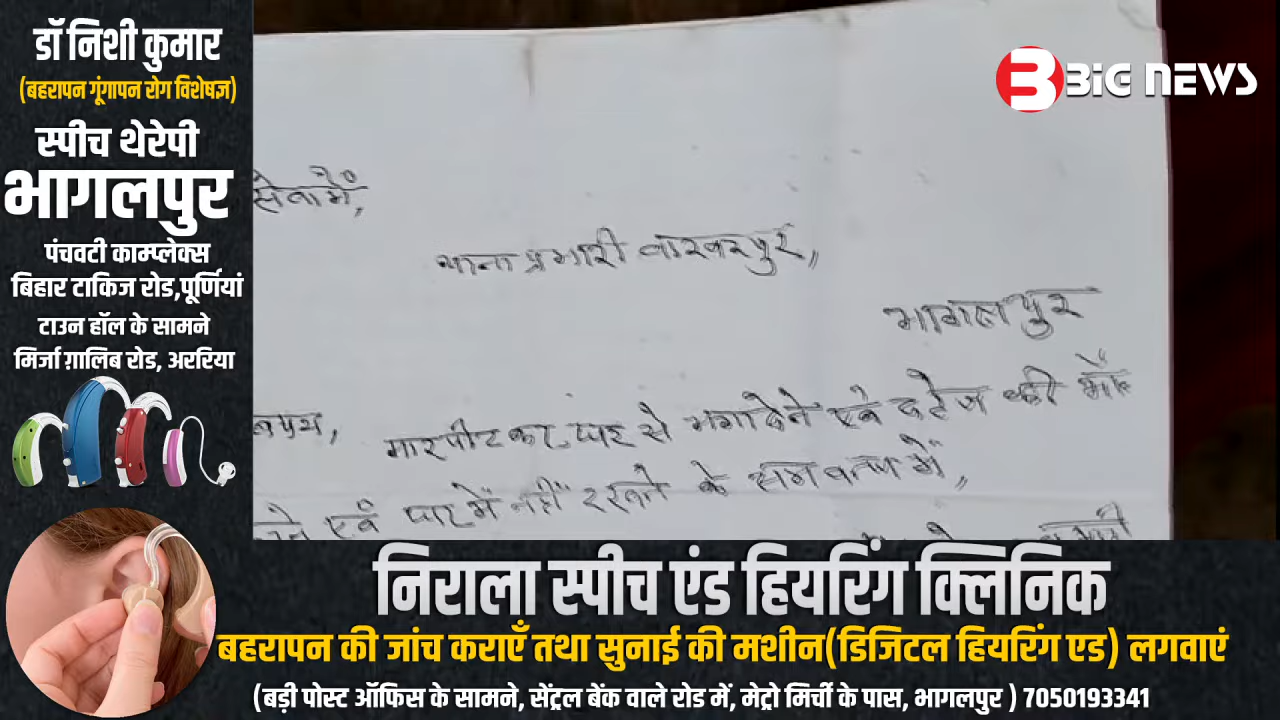 डॉ निशी कुमार
(बहरापन गूंगापन रोग विशेषज्ञ)
स्पीच थेरेपी
भागलपुर
पंचवटी काम्प्लेक्स
बिहार टाकिज रोड,पूर्णियां
टाउन हॉल के सामने
मिर्जा ग़ालिब रोड, अररिया
BIG NEWS
सेवामें,
थाना प्रभारी बाखरपुर,,
भागलपुर
मारपीट कर घर से भगा देने एवं दहेज की
एवं घर में नहीं रखने के सम्बन्ध में,,
निराला स्पीच एंड हियरिंग क्लिनिक
बहरापन की जांच कराएँ तथा सुनाई की मशीन(डिजिटल हियरिंग एड) लगवाएं
(बड़ी पोस्ट ऑफिस के सामने, सेंट्रल बेंक वाले रोड में, मेट्रो मिर्ची के पास, भागलपुर ) 7050193341